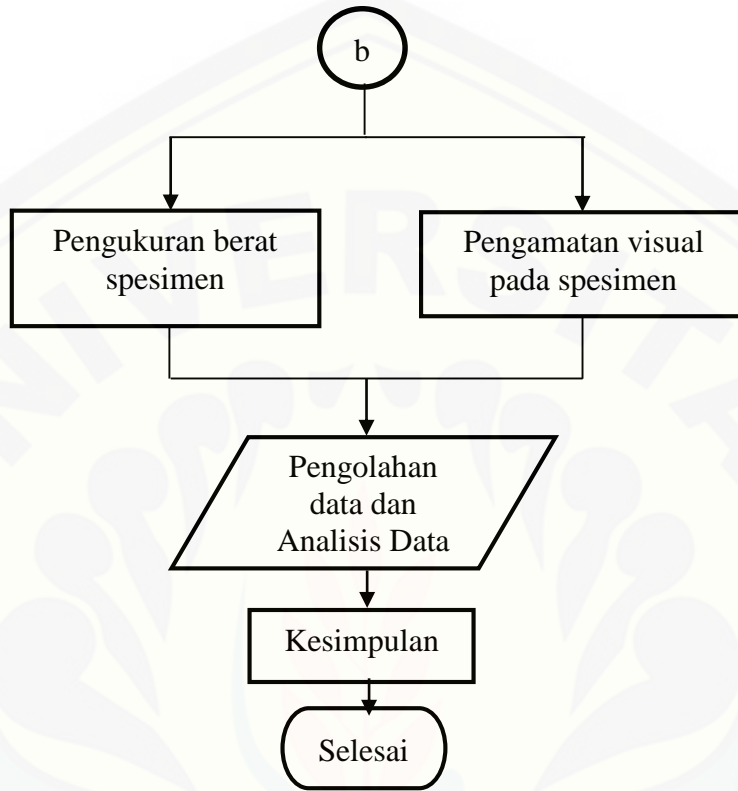 b
Pengukuran berat
spesimen
Pengamatan visual
pada spesimen
Pengolahan
data dan
Analisis Data
Kesimpulan
Selesai